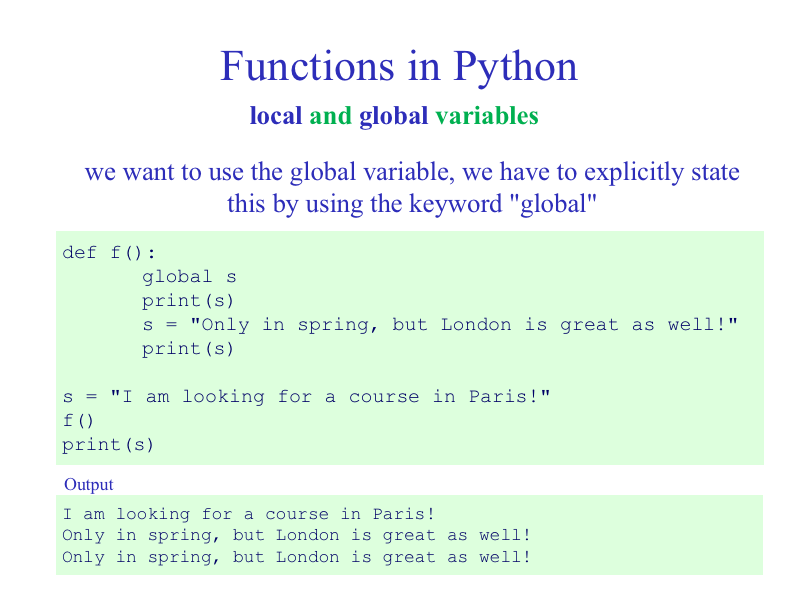 Functions in Python
local and global variables
we want to use the global variable, we have to explicitly state
this by using the keyword "global"
def f():
global s
print(s)
s = "Only in spring, but London is great as well!"
print(s)
s = "I am looking for a course in Paris!"
f()
print(s)
Output
I am looking for a course in Paris!
Only in spring, but London is great as well!
Only in spring, but London is great as well!